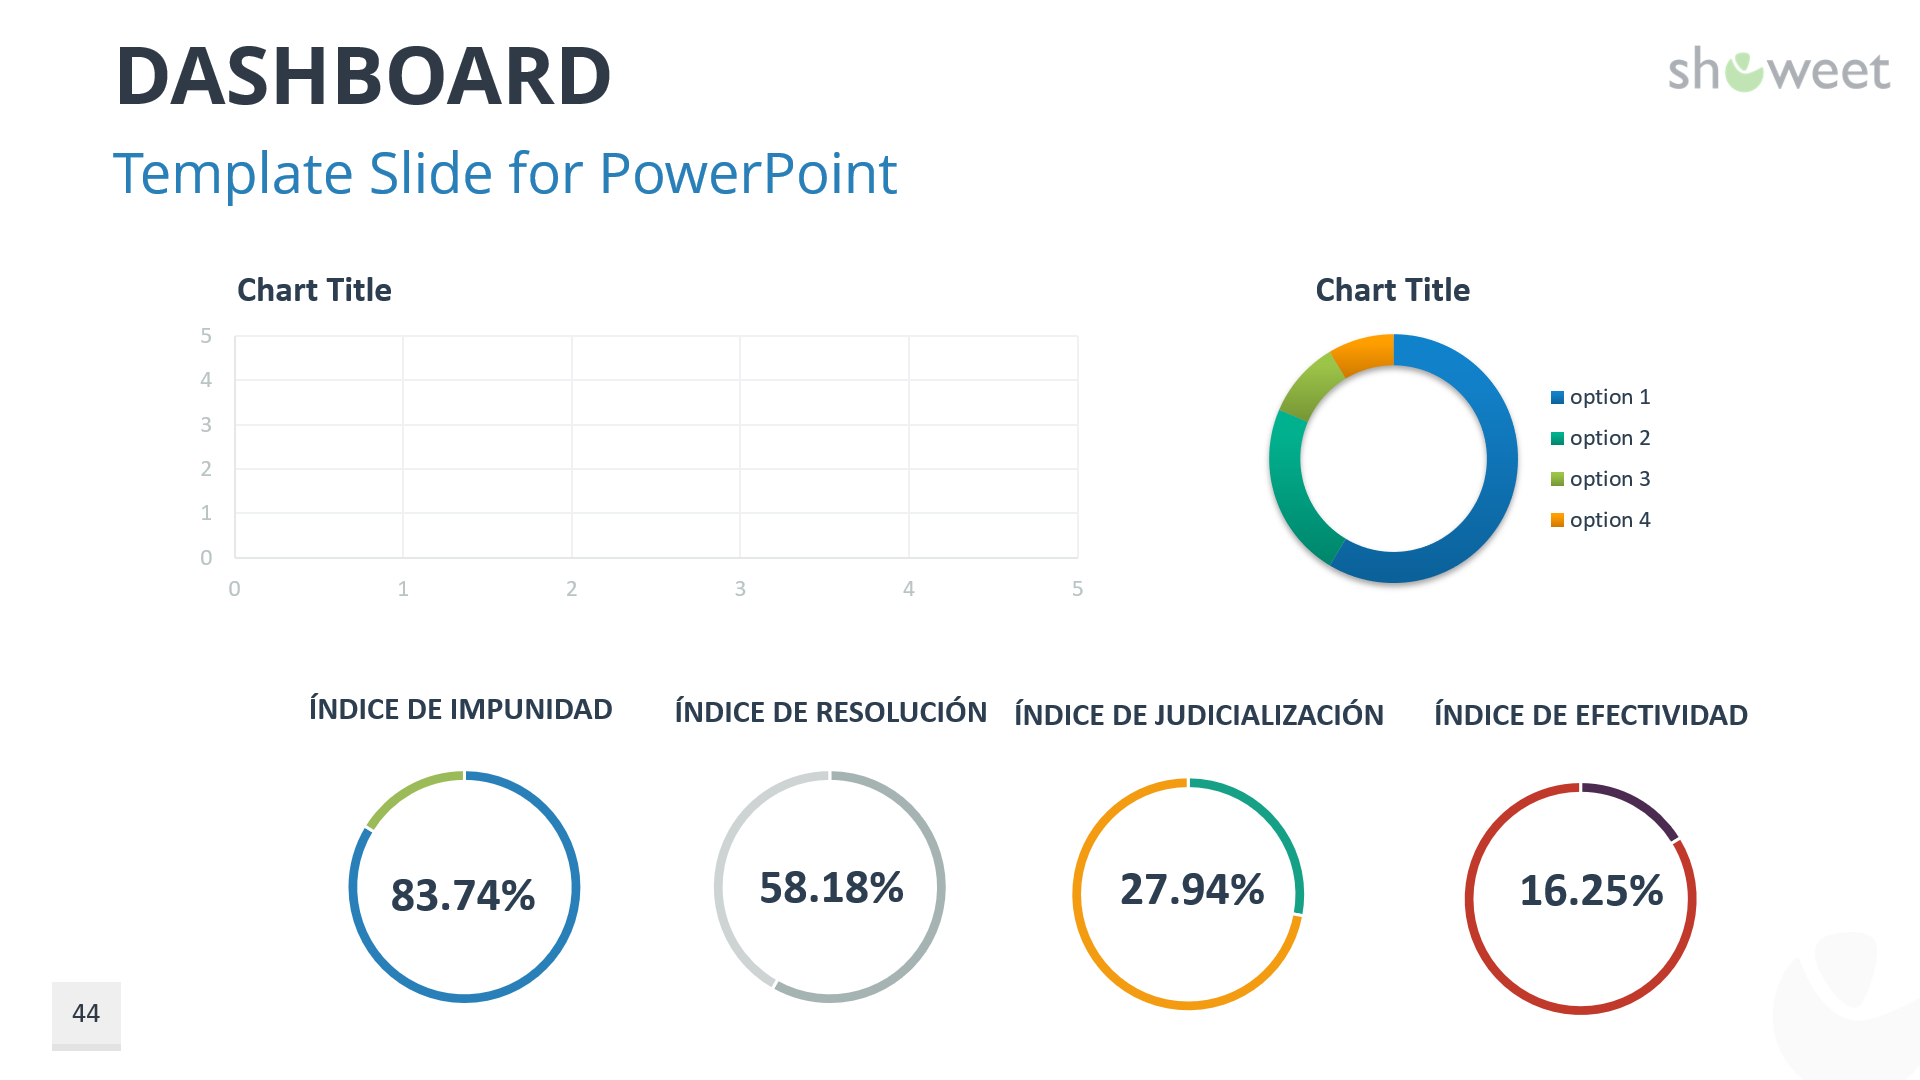 DASHBOARD
showeet
Template Slide for PowerPoint
Chart Title
5
4
3
2
1
0
0 1 2 3 4 5
Chart Title
option 1
option 2
option 3
option 4
ÍNDICE DE IMPUNIDAD
83.74%
ÍNDICE DE RESOLUCIÓN
58.18%
ÍNDICE DE JUDICIALIZACIÓN
27.94%
ÍNDICE DE EFECTIVIDAD
16.25%
44